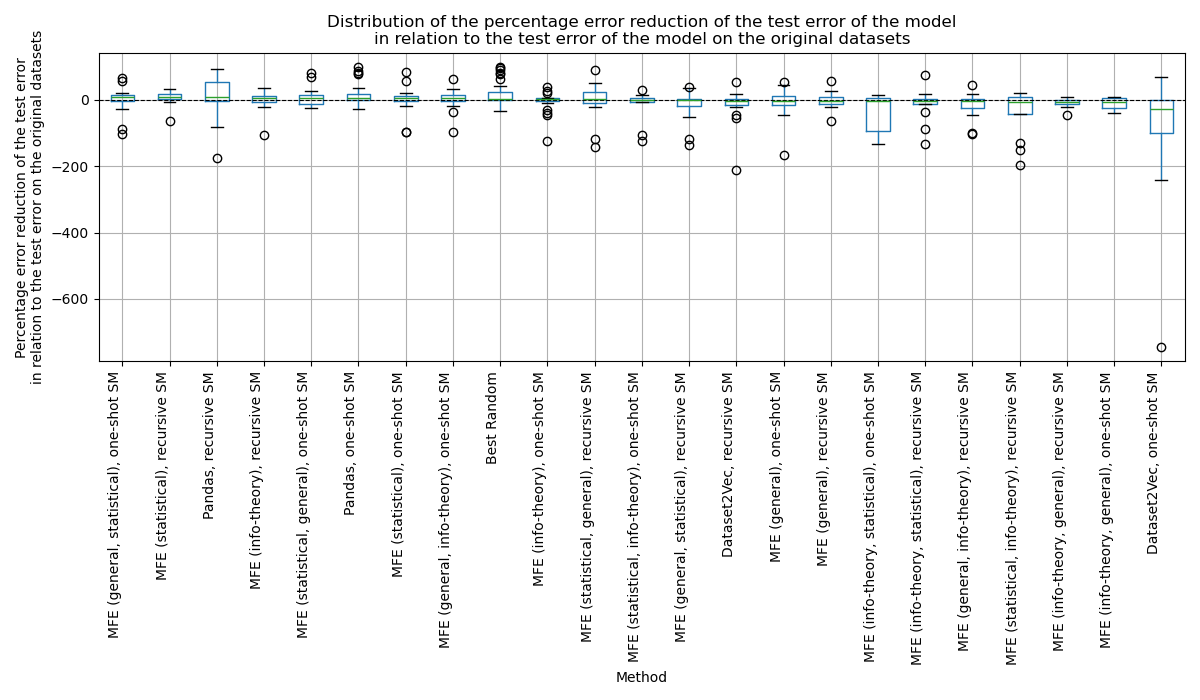 Distribution of the percentage error reduction of the test error of the model
in relation to the test error of the model on the original datasets
Percentage error reduction of the test error
in relation to the test error on the original datasets
0
−200
−400
−600
MFE (general, statistical), one-shot SM
MFE (statistical), recursive SM
Pandas, recursive SM
MFE (info-theory), recursive SM
MFE (statistical, general), one-shot SM
Pandas, one-shot SM
MFE (statistical), one-shot SM
MFE (general, info-theory), one-shot SM
Best Random
MFE (info-theory), one-shot SM
MFE (statistical, general), recursive SM
MFE (statistical, info-theory), one-shot SM
MFE (general, statistical), recursive SM
Dataset2Vec, recursive SM
MFE (general), one-shot SM
MFE (general), recursive SM
MFE (info-theory, statistical), one-shot SM
MFE (info-theory, statistical), recursive SM
MFE (general, info-theory), recursive SM
MFE (statistical, info-theory), recursive SM
MFE (info-theory, general), recursive SM
MFE (info-theory, general), one-shot SM
Dataset2Vec, one-shot SM
Method